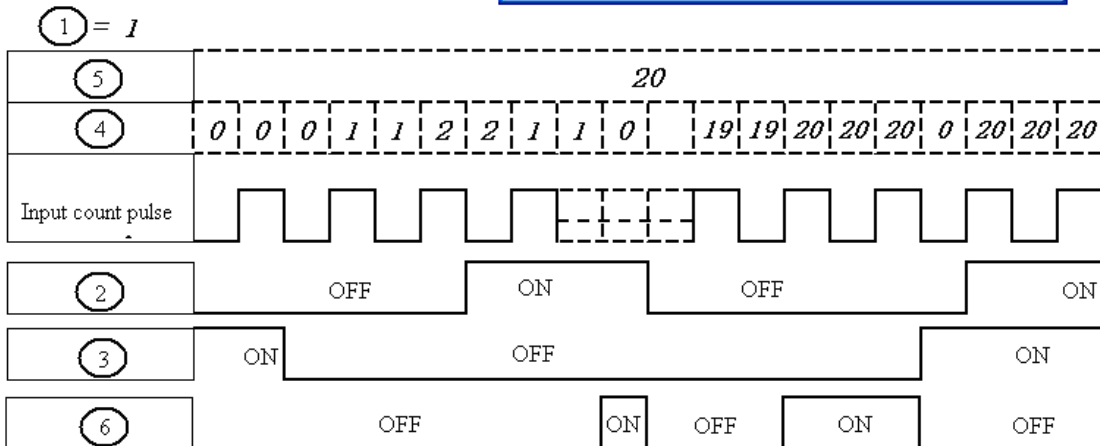 1 = 1
5 20
4 0 0 0 1 1 2 2 1 1 0 19 19 20 20 20 0 20 20 20
Input count pulse
2 OFF ON OFF ON
3 ON OFF ON
6 OFF ON OFF ON OFF